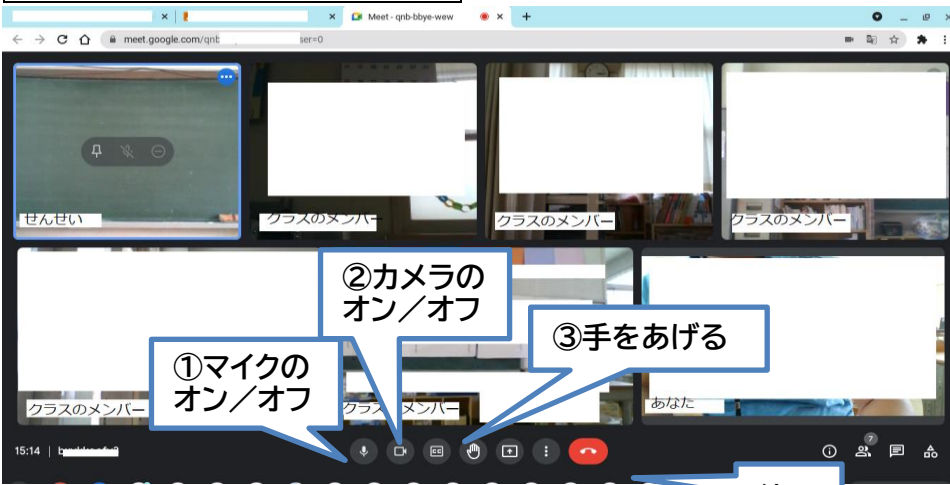 Meet - qnb-bbye-wew
meet.google.com/qnb
ser=0
せんせい
クラスのメンバー
クラスのメンバー
クラスのメンバー
②カメラの
オン／オフ
③手をあげる
①マイクの
オン／オフ
クラスのメンバー
クラスのメンバー
あなた
15:14
CC
7